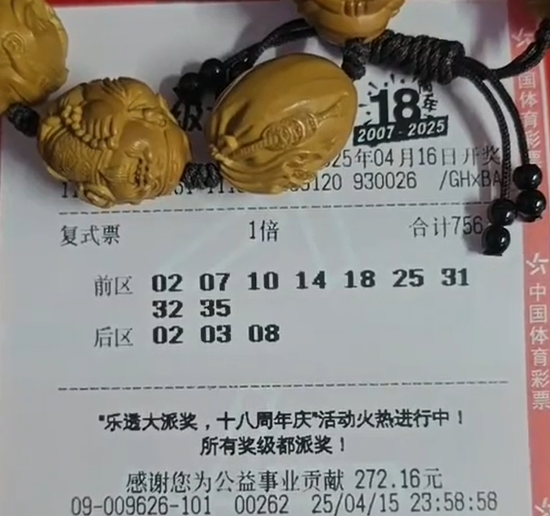 级
18
周年
2007-2025
25年04月16日开奖
5120 930026 /GHxBA
复式票 1倍 合计756
前区 02 07 10 14 18 25 31
32 35
后区 02 03 08
"乐透大派奖，十八周年庆"活动火热进行中！
所有奖级都派奖！
感谢您为公益事业贡献 272.16元
09-009626-101 00262 25/04/15 23:58:58
中国体育彩票
中国体育彩票